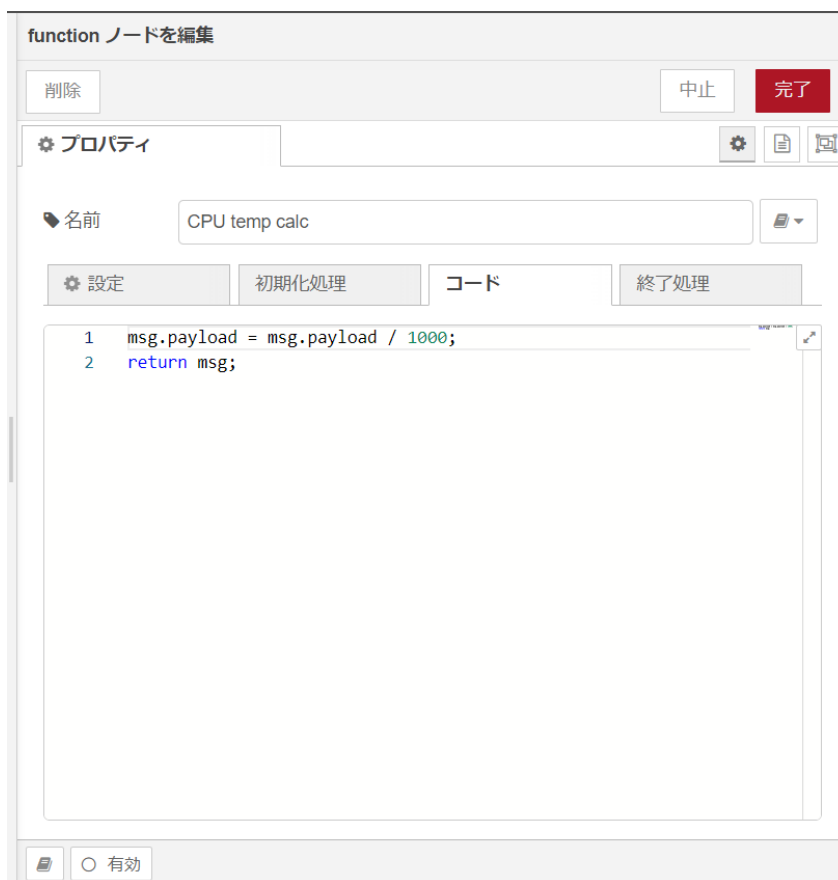 function ノードを編集
削除 中止 完了
プロパティ
名前 CPU temp calc
設定 初期化処理 コード 終了処理
1 msg.payload = msg.payload / 1000;
2 return msg;
有効